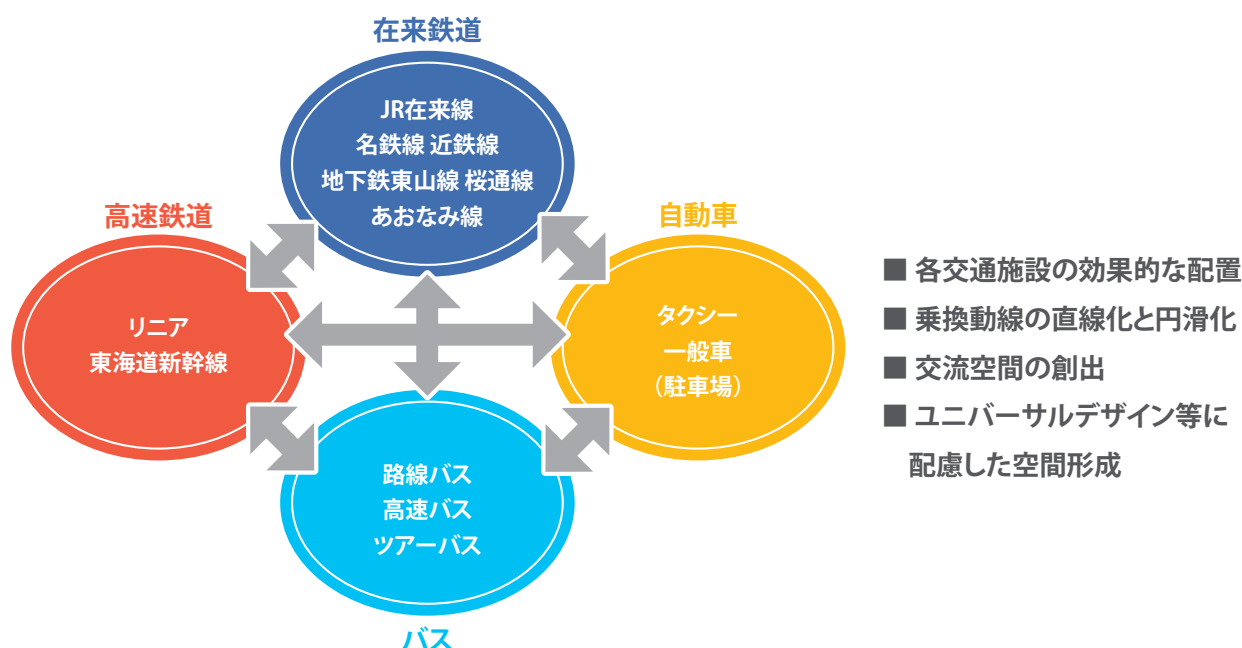 在来鉄道
JR在来線
名鉄線 近鉄線
地下鉄東山線 桜通線
あおなみ線
高速鉄道
リニア
東海道新幹線
自動車
タクシー
一般車
（駐車場）
路線バス
高速バス
ツアーバス
バス
■ 各交通施設の効果的な配置
■ 乗換動線の直線化と円滑化
■ 交流空間の創出
■ ユニバーサルデザイン等に
配慮した空間形成